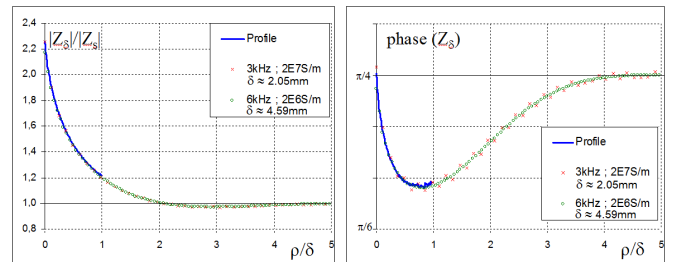 |Zδ|/|Zs|
2,4
2,2
2,0
1,8
1,6
1,4
1,2
1,0
0,8
0 1 2 3 4 5
ρ/δ
Profile
3kHz ; 2E7S/m
δ ≈ 2.05mm
6kHz ; 2E6S/m
δ ≈ 4.59mm
phase (Zδ)
π/4
π/6
0 1 2 3 4 5
ρ/δ
Profile
3kHz ; 2E7S/m
δ ≈ 2.05mm
6kHz ; 2E6S/m
δ ≈ 4.59mm